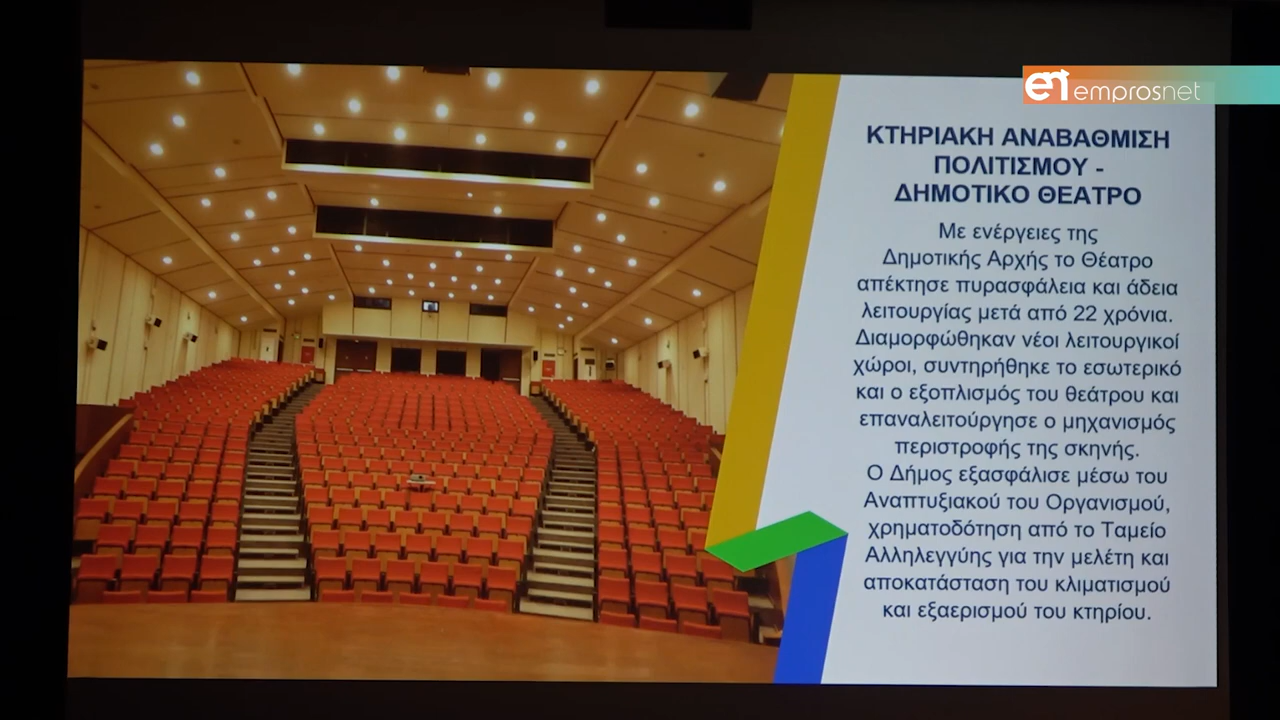 en emprosnet
ΚΤΗΡΙΑΚΗ ΑΝΑΒΑΘΜΙΣΗ
ΠΟΛΙΤΙΣΜΟΥ -
ΔΗΜΟΤΙΚΟ ΘΕΑΤΡΟ
Με ενέργειες της
Δημοτικής Αρχής το Θέατρο
απέκτησε πυρασφάλεια και άδεια
λειτουργίας μετά από 22 χρόνια.
Διαμορφώθηκαν νέοι λειτουργικοί
χώροι, συντηρήθηκε το εσωτερικό
και ο εξοπλισμός του θεάτρου και
επαναλειτούργησε ο μηχανισμός
περιστροφής της σκηνής.
Ο Δήμος εξασφάλισε μέσω του
Αναπτυξιακού του Οργανισμού,
χρηματοδότηση από το Ταμείο
Αλληλεγγύης για την μελέτη και
αποκατάσταση του κλιματισμού
και εξαερισμού του κτηρίου.